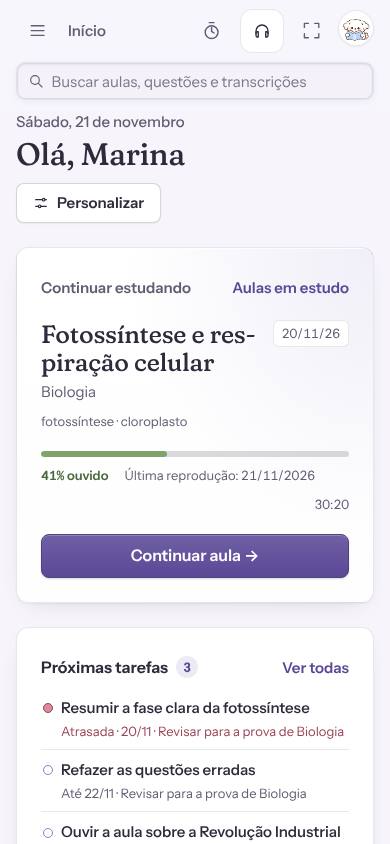 Início
Buscar aulas, questões e transcrições
Sábado, 21 de novembro
Olá, Marina
Personalizar
Continuar estudando
Aulas em estudo
Fotossíntese e res-
piração celular
20/11/26
Biologia
fotossíntese · cloroplasto
41% ouvido
Última reprodução: 21/11/2026
30:20
Continuar aula →
Próximas tarefas
3
Ver todas
Resumir a fase clara da fotossíntese
Atrasada · 20/11 · Revisar para a prova de Biologia
Refazer as questões erradas
Até 22/11 · Revisar para a prova de Biologia
Ouvir a aula sobre a Revolução Industrial